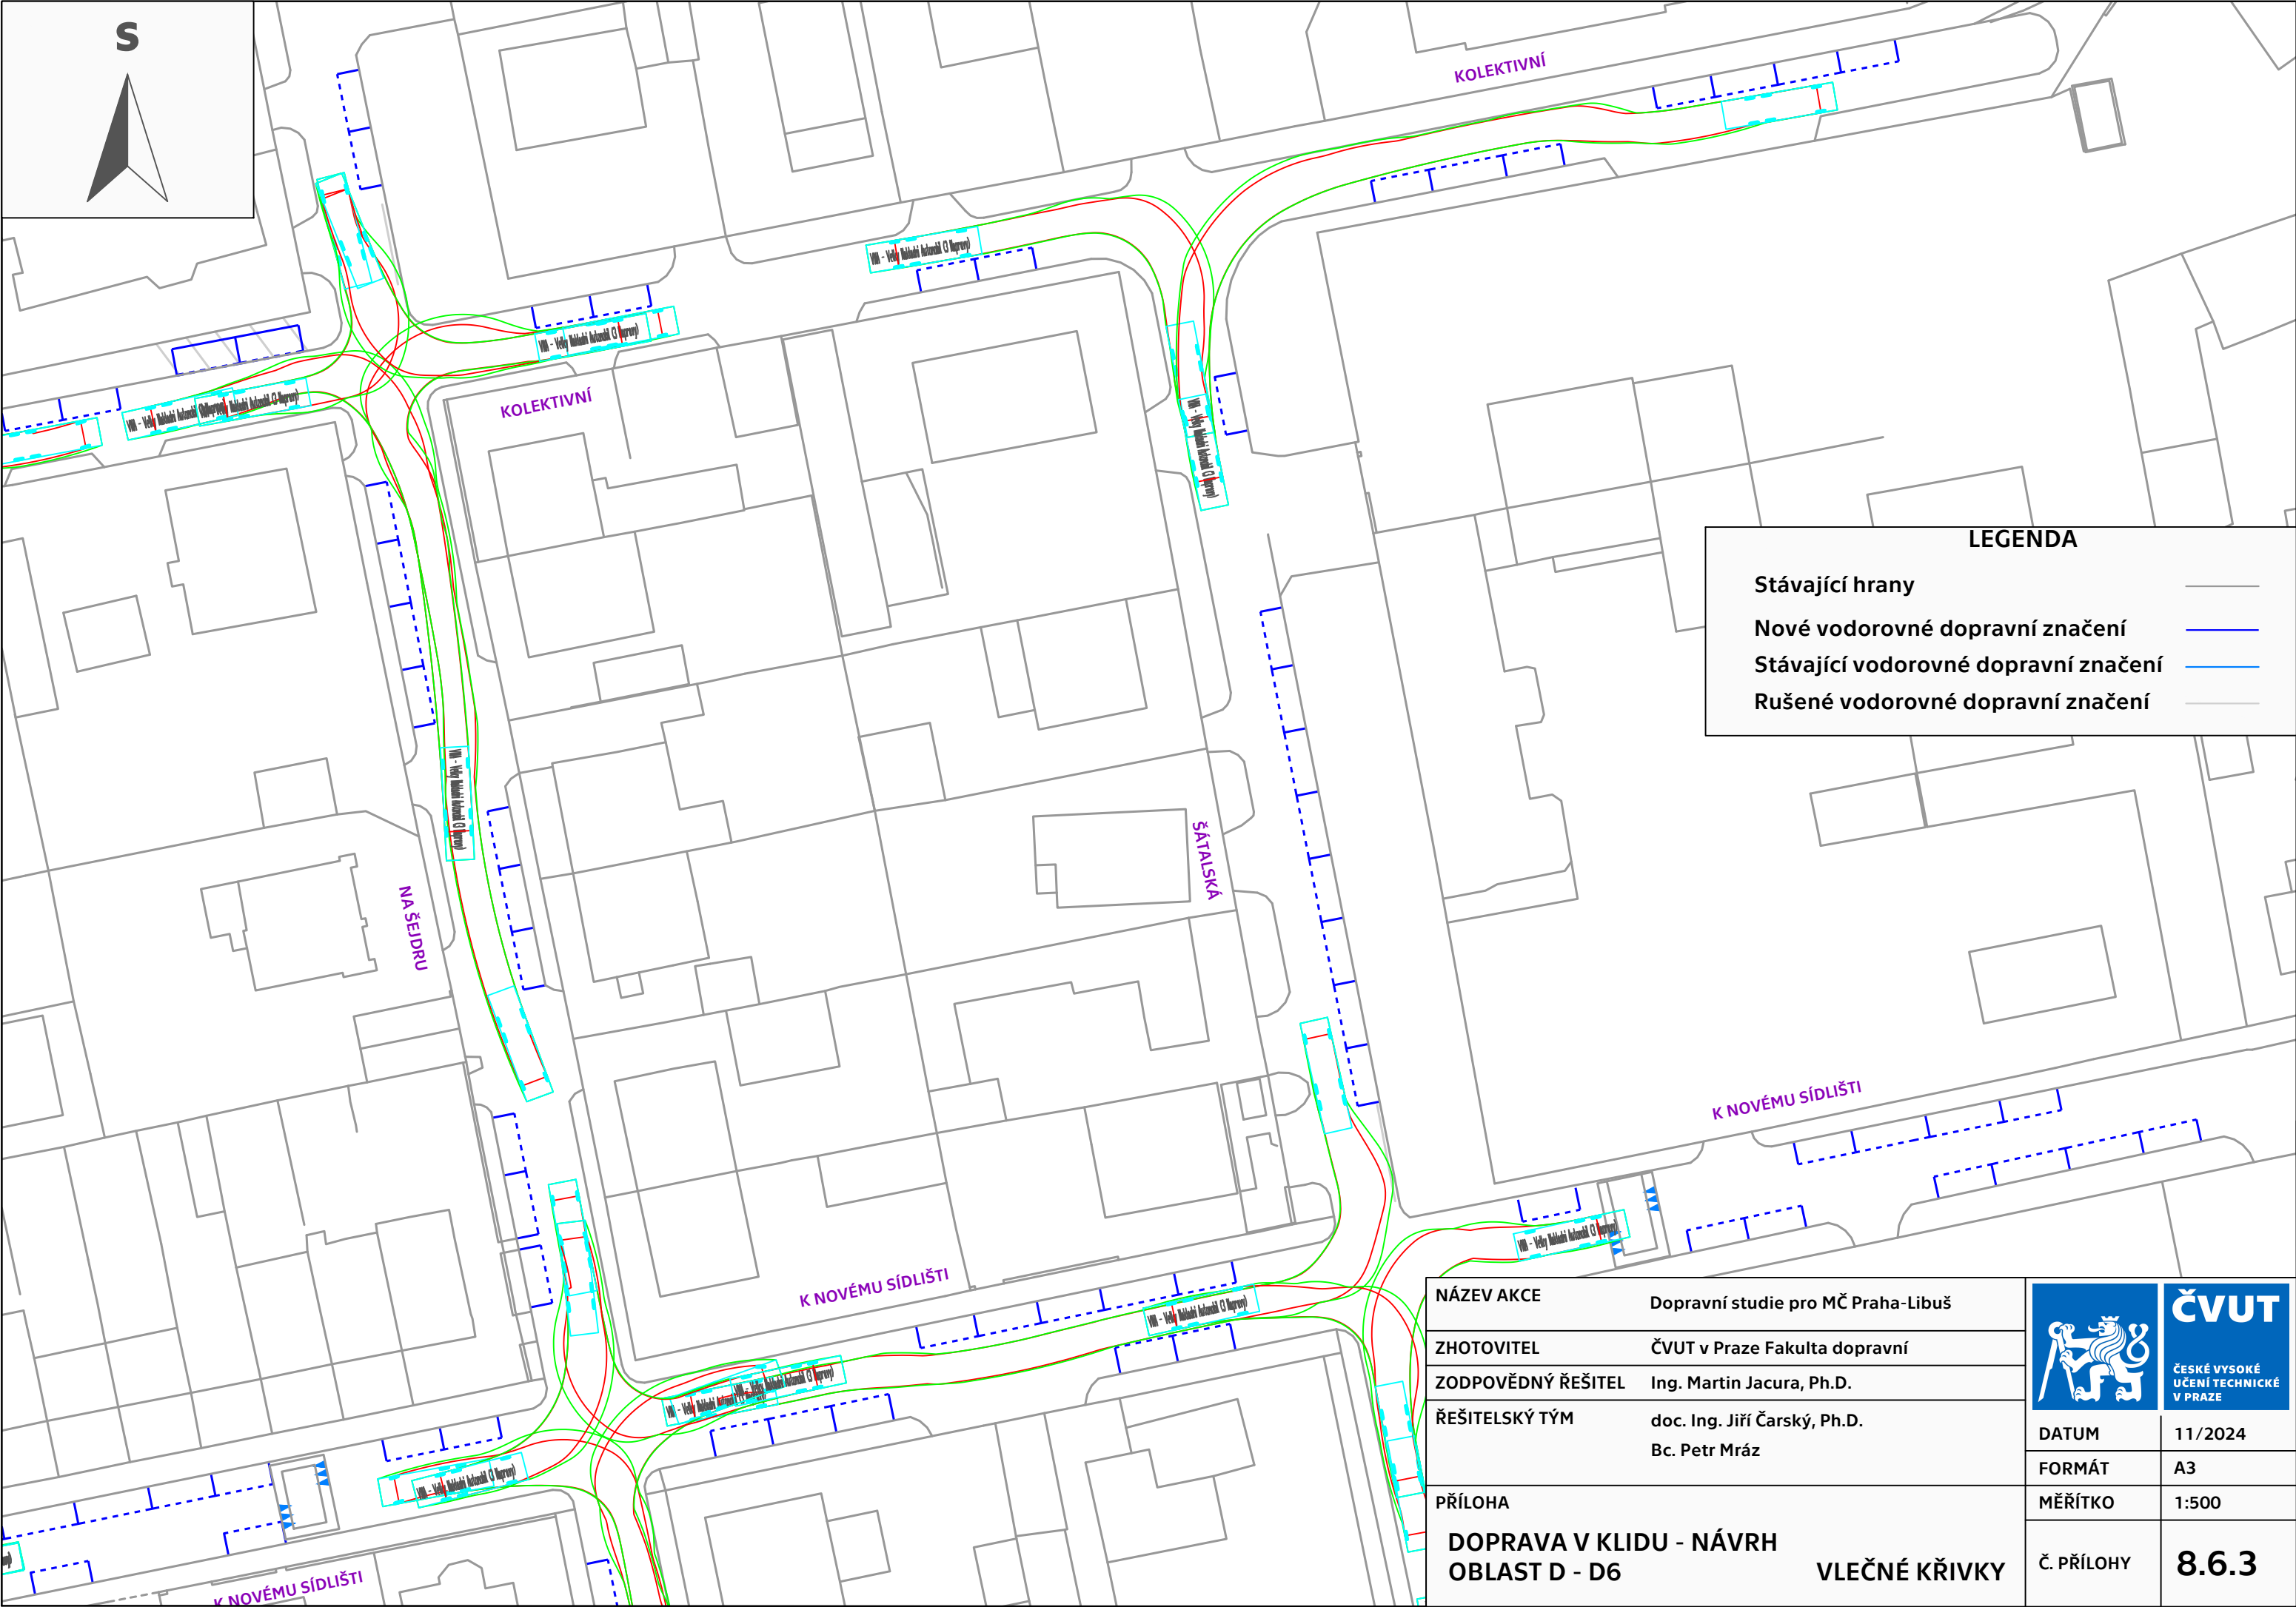 S
KOLEKTIVNÍ
KOLEKTIVNÍ
NA ŠEJDRU
ŠÁTALSKÁ
K NOVÉMU SÍDLIŠTI
K NOVÉMU SÍDLIŠTI
K NOVÉMU SÍDLIŠTI
LEGENDA
Stávající hrany
Nové vodorovné dopravní značení
Stávající vodorovné dopravní značení
Rušené vodorovné dopravní značení
NÁZEV AKCE Dopravní studie pro MČ Praha-Libuš
ZHOTOVITEL ČVUT v Praze Fakulta dopravní
ZODPOVĚDNÝ ŘEŠITEL Ing. Martin Jacura, Ph.D.
ŘEŠITELSKÝ TÝM doc. Ing. Jiří Čarský, Ph.D.
Bc. Petr Mráz
PŘÍLOHA
DOPRAVA V KLIDU - NÁVRH
OBLAST D - D6 VLEČNÉ KŘIVKY
ČVUT
ČESKÉ VYSOKÉ
UČENÍ TECHNICKÉ
V PRAZE
DATUM 11/2024
FORMÁT A3
MĚŘÍTKO 1:500
Č. PŘÍLOHY 8.6.3